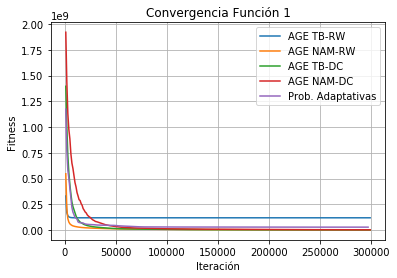 Convergencia Función 1
1e9
2.00
1.75
1.50
1.25
1.00
0.75
0.50
0.25
0.00
Fitness
AGE TB-RW
AGE NAM-RW
AGE TB-DC
AGE NAM-DC
Prob. Adaptativas
0 50000 100000 150000 200000 250000 300000
Iteración